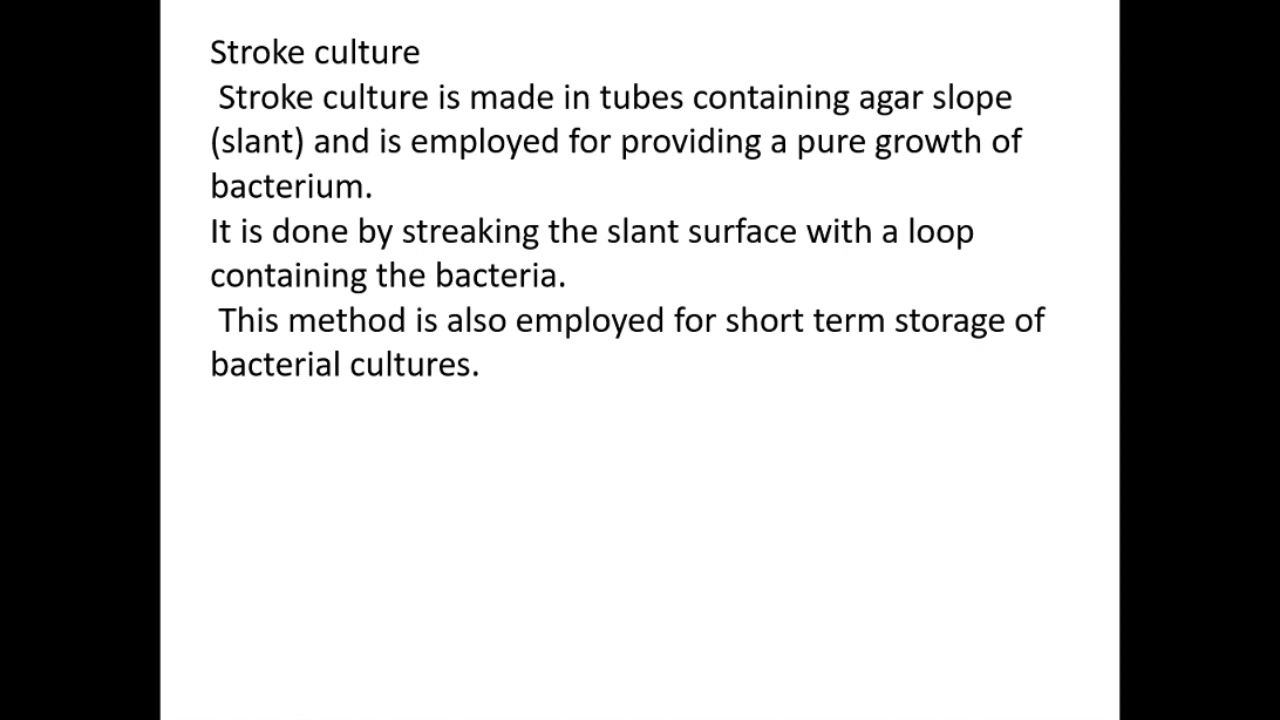 Stroke culture
Stroke culture is made in tubes containing agar slope
(slant) and is employed for providing a pure growth of
bacterium.
It is done by streaking the slant surface with a loop
containing the bacteria.
This method is also employed for short term storage of
bacterial cultures.